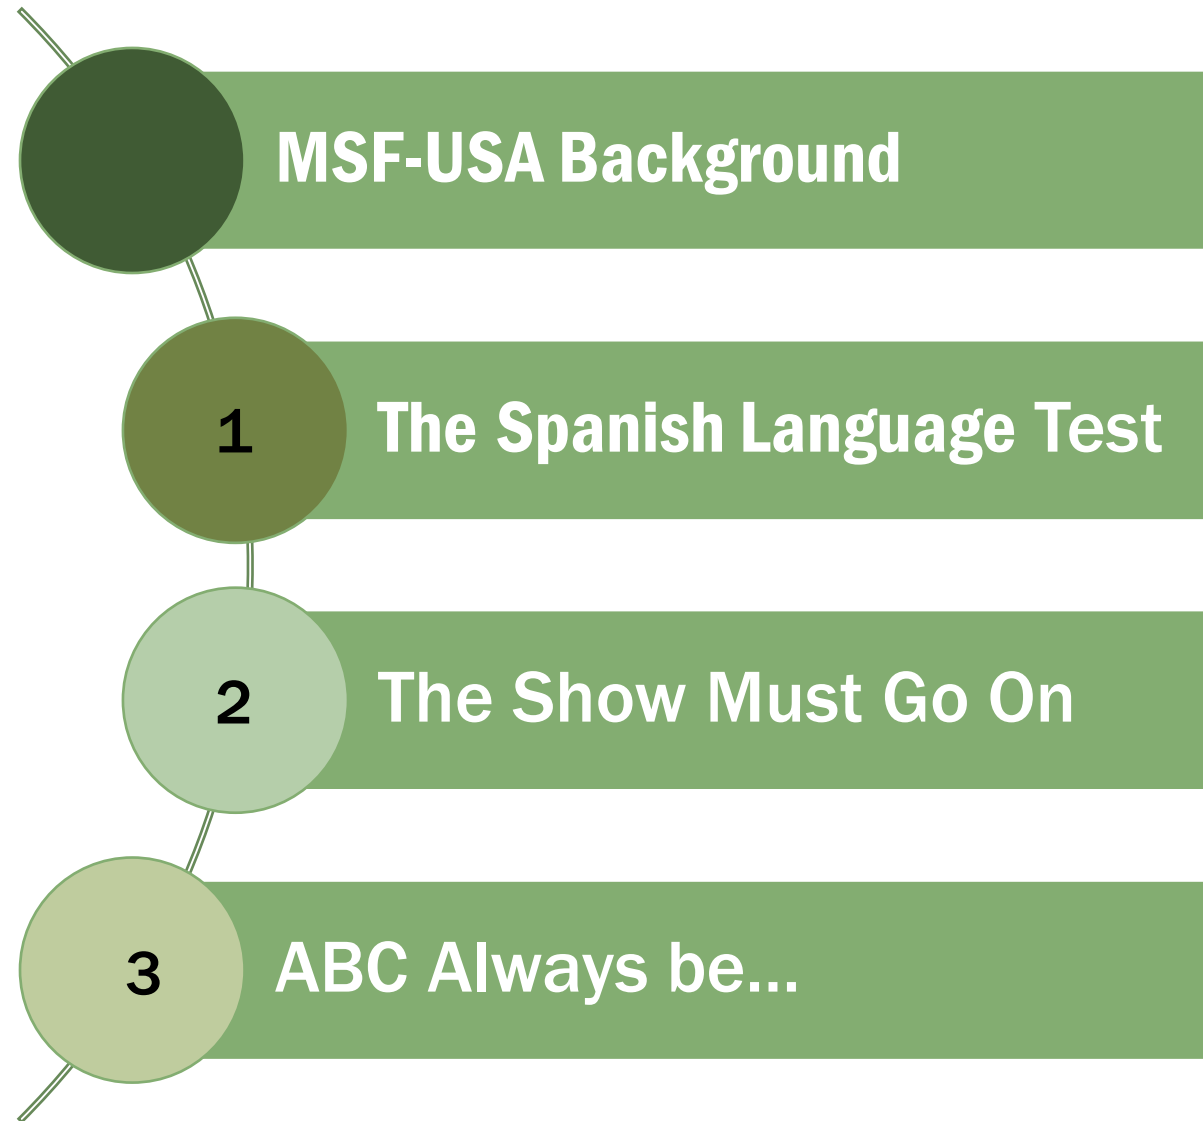 MSF-USA Background
1 The Spanish Language Test
2 The Show Must Go On
3 ABC Always be...